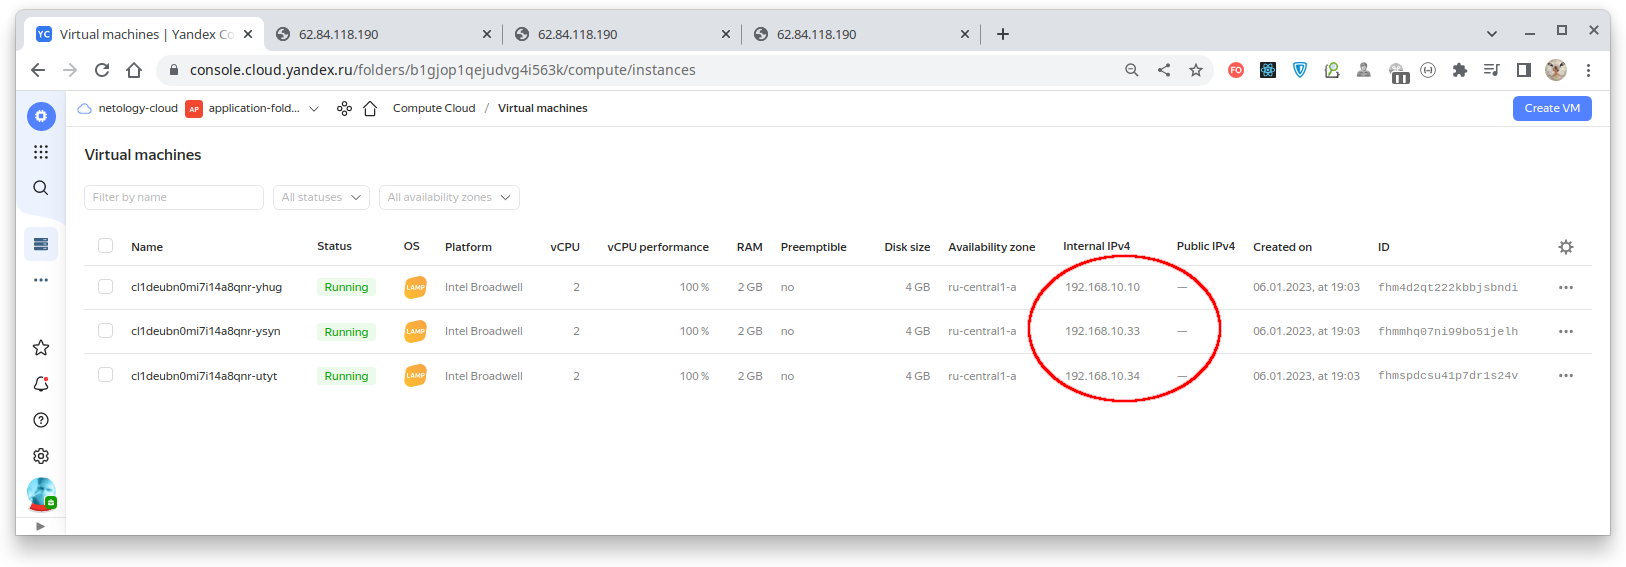 YC Virtual machines | Yandex Co 62.84.118.190 62.84.118.190 62.84.118.190
console.cloud.yandex.ru/folders/b1gjop1qejudvg4i563k/compute/instances FO
netology-cloud AP application-fold... Compute Cloud / Virtual machines Create VM
Virtual machines
Filter by name All statuses All availability zones
Name Status OS Platform vCPU vCPU performance RAM Preemptible Disk size Availability zone Internal IPv4 Public IPv4 Created on ID
cl1deubn0mi7i14a8qnr-yhug Running LAMP Intel Broadwell 2 100 % 2 GB no 4 GB ru-central1-a 192.168.10.10 — 06.01.2023, at 19:03 fhm4d2qt222kbbjsbndi
cl1deubn0mi7i14a8qnr-ysyn Running LAMP Intel Broadwell 2 100 % 2 GB no 4 GB ru-central1-a 192.168.10.33 — 06.01.2023, at 19:03 fhmmhq07ni99bo51jelh
cl1deubn0mi7i14a8qnr-utyt Running LAMP Intel Broadwell 2 100 % 2 GB no 4 GB ru-central1-a 192.168.10.34 — 06.01.2023, at 19:03 fhmspdcsu41p7dr1s24v